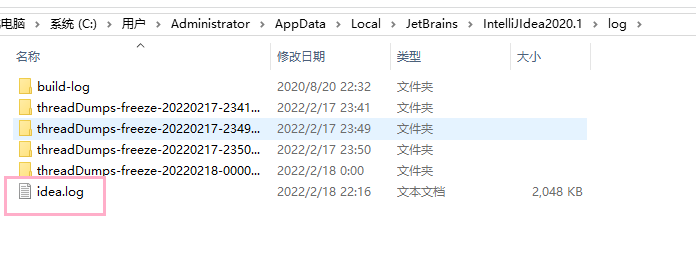 电脑 › 系统 (C:) › 用户 › Administrator › AppData › Local › JetBrains › IntelliJIdea2020.1 › log ›
名称 修改日期 类型 大小
build-log 2020/8/20 22:32 文件夹
threadDumps-freeze-20220217-2341... 2022/2/17 23:41 文件夹
threadDumps-freeze-20220217-2349... 2022/2/17 23:49 文件夹
threadDumps-freeze-20220217-2350... 2022/2/17 23:50 文件夹
threadDumps-freeze-20220218-0000... 2022/2/18 0:00 文件夹
idea.log 2022/2/18 22:16 文本文档 2,048 KB